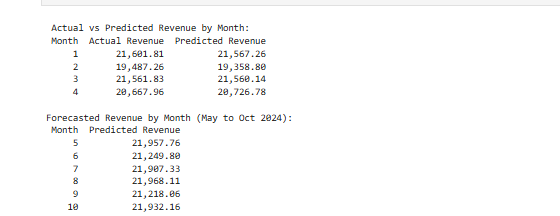 Actual vs Predicted Revenue by Month:
Month Actual Revenue Predicted Revenue
1 21,601.81 21,567.26
2 19,487.26 19,358.80
3 21,561.83 21,560.14
4 20,667.96 20,726.78
Forecasted Revenue by Month (May to Oct 2024):
Month Predicted Revenue
5 21,957.76
6 21,249.80
7 21,907.33
8 21,968.11
9 21,218.06
10 21,932.16